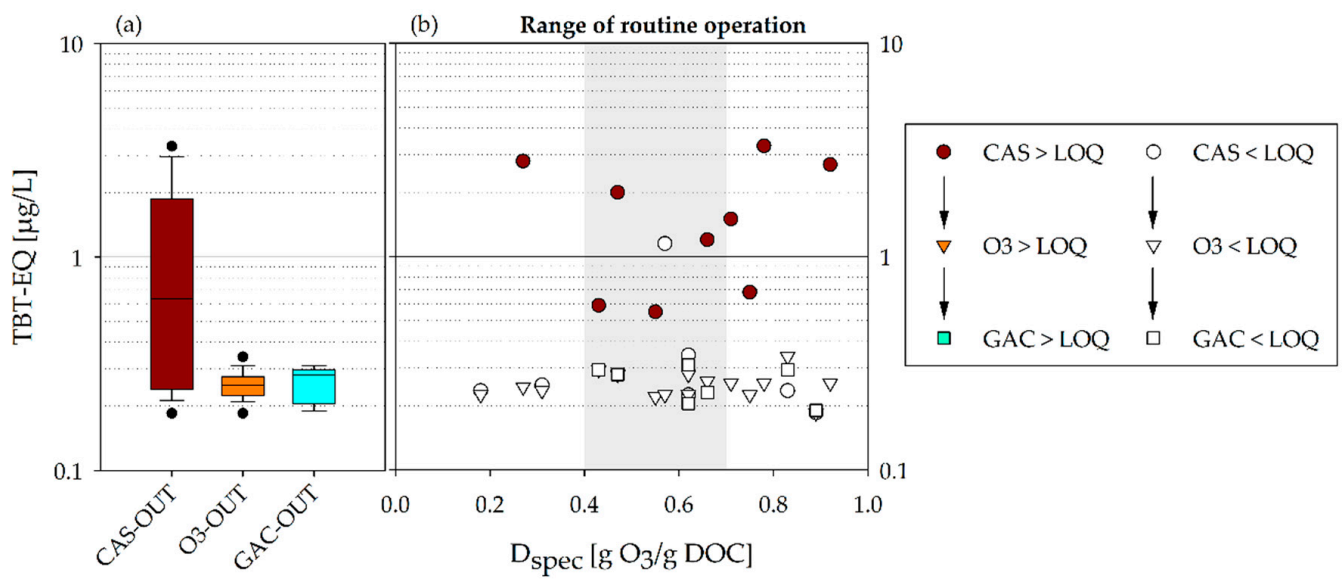 (a)
(b)
Range of routine operation
10
1
0.1
TBT-EQ [µg/L]
10
1
0.1
CAS-OUT
O3-OUT
GAC-OUT
0.0 0.2 0.4 0.6 0.8 1.0
Dspec [g O3/g DOC]
CAS > LOQ
CAS < LOQ
O3 > LOQ
O3 < LOQ
GAC > LOQ
GAC < LOQ